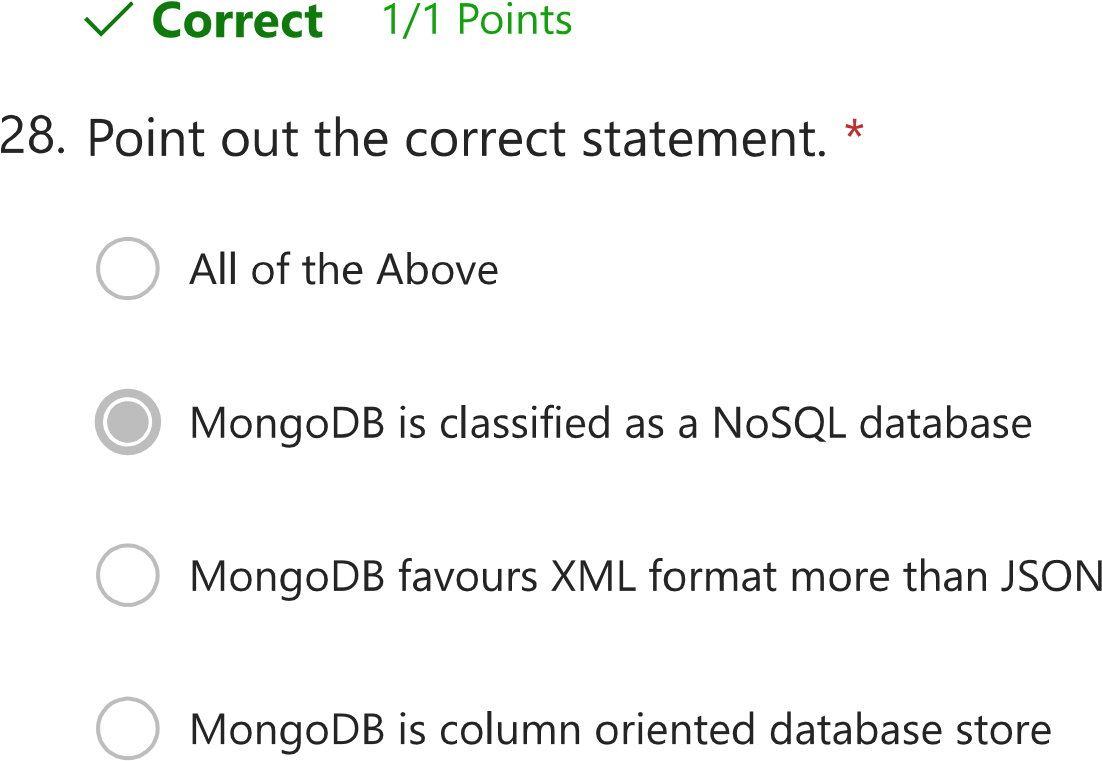 Correct 1/1 Points
28. Point out the correct statement. *
All of the Above
MongoDB is classified as a NoSQL database
MongoDB favours XML format more than JSON
MongoDB is column oriented database store